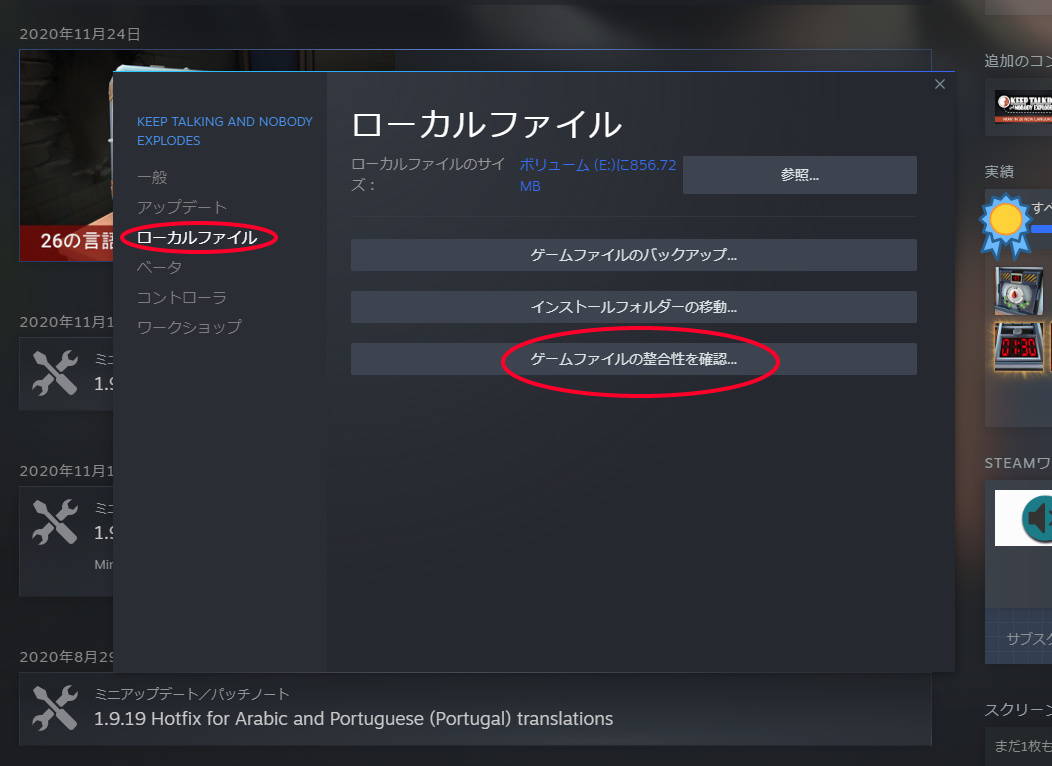 2020年11月24日
26の言語
2020年11月1
ミニ
1.9
2020年11月1
ミニ
1.9
Min
2020年8月29
ミニアップデート／パッチノート
1.9.19 Hotfix for Arabic and Portuguese (Portugal) translations
KEEP TALKING AND NOBODY
EXPLODES
一般
アップデート
ローカルファイル
ベータ
コントローラ
ワークショップ
ローカルファイル
ローカルファイルのサイ
ズ：
ボリューム (E:)に856.72
MB
参照...
ゲームファイルのバックアップ...
インストールフォルダーの移動...
ゲームファイルの整合性を確認...
追加のコン
KEEP TALKING
実績
すべ
01:30
STEAMワ
サブスク
スクリーン
まだ1枚も